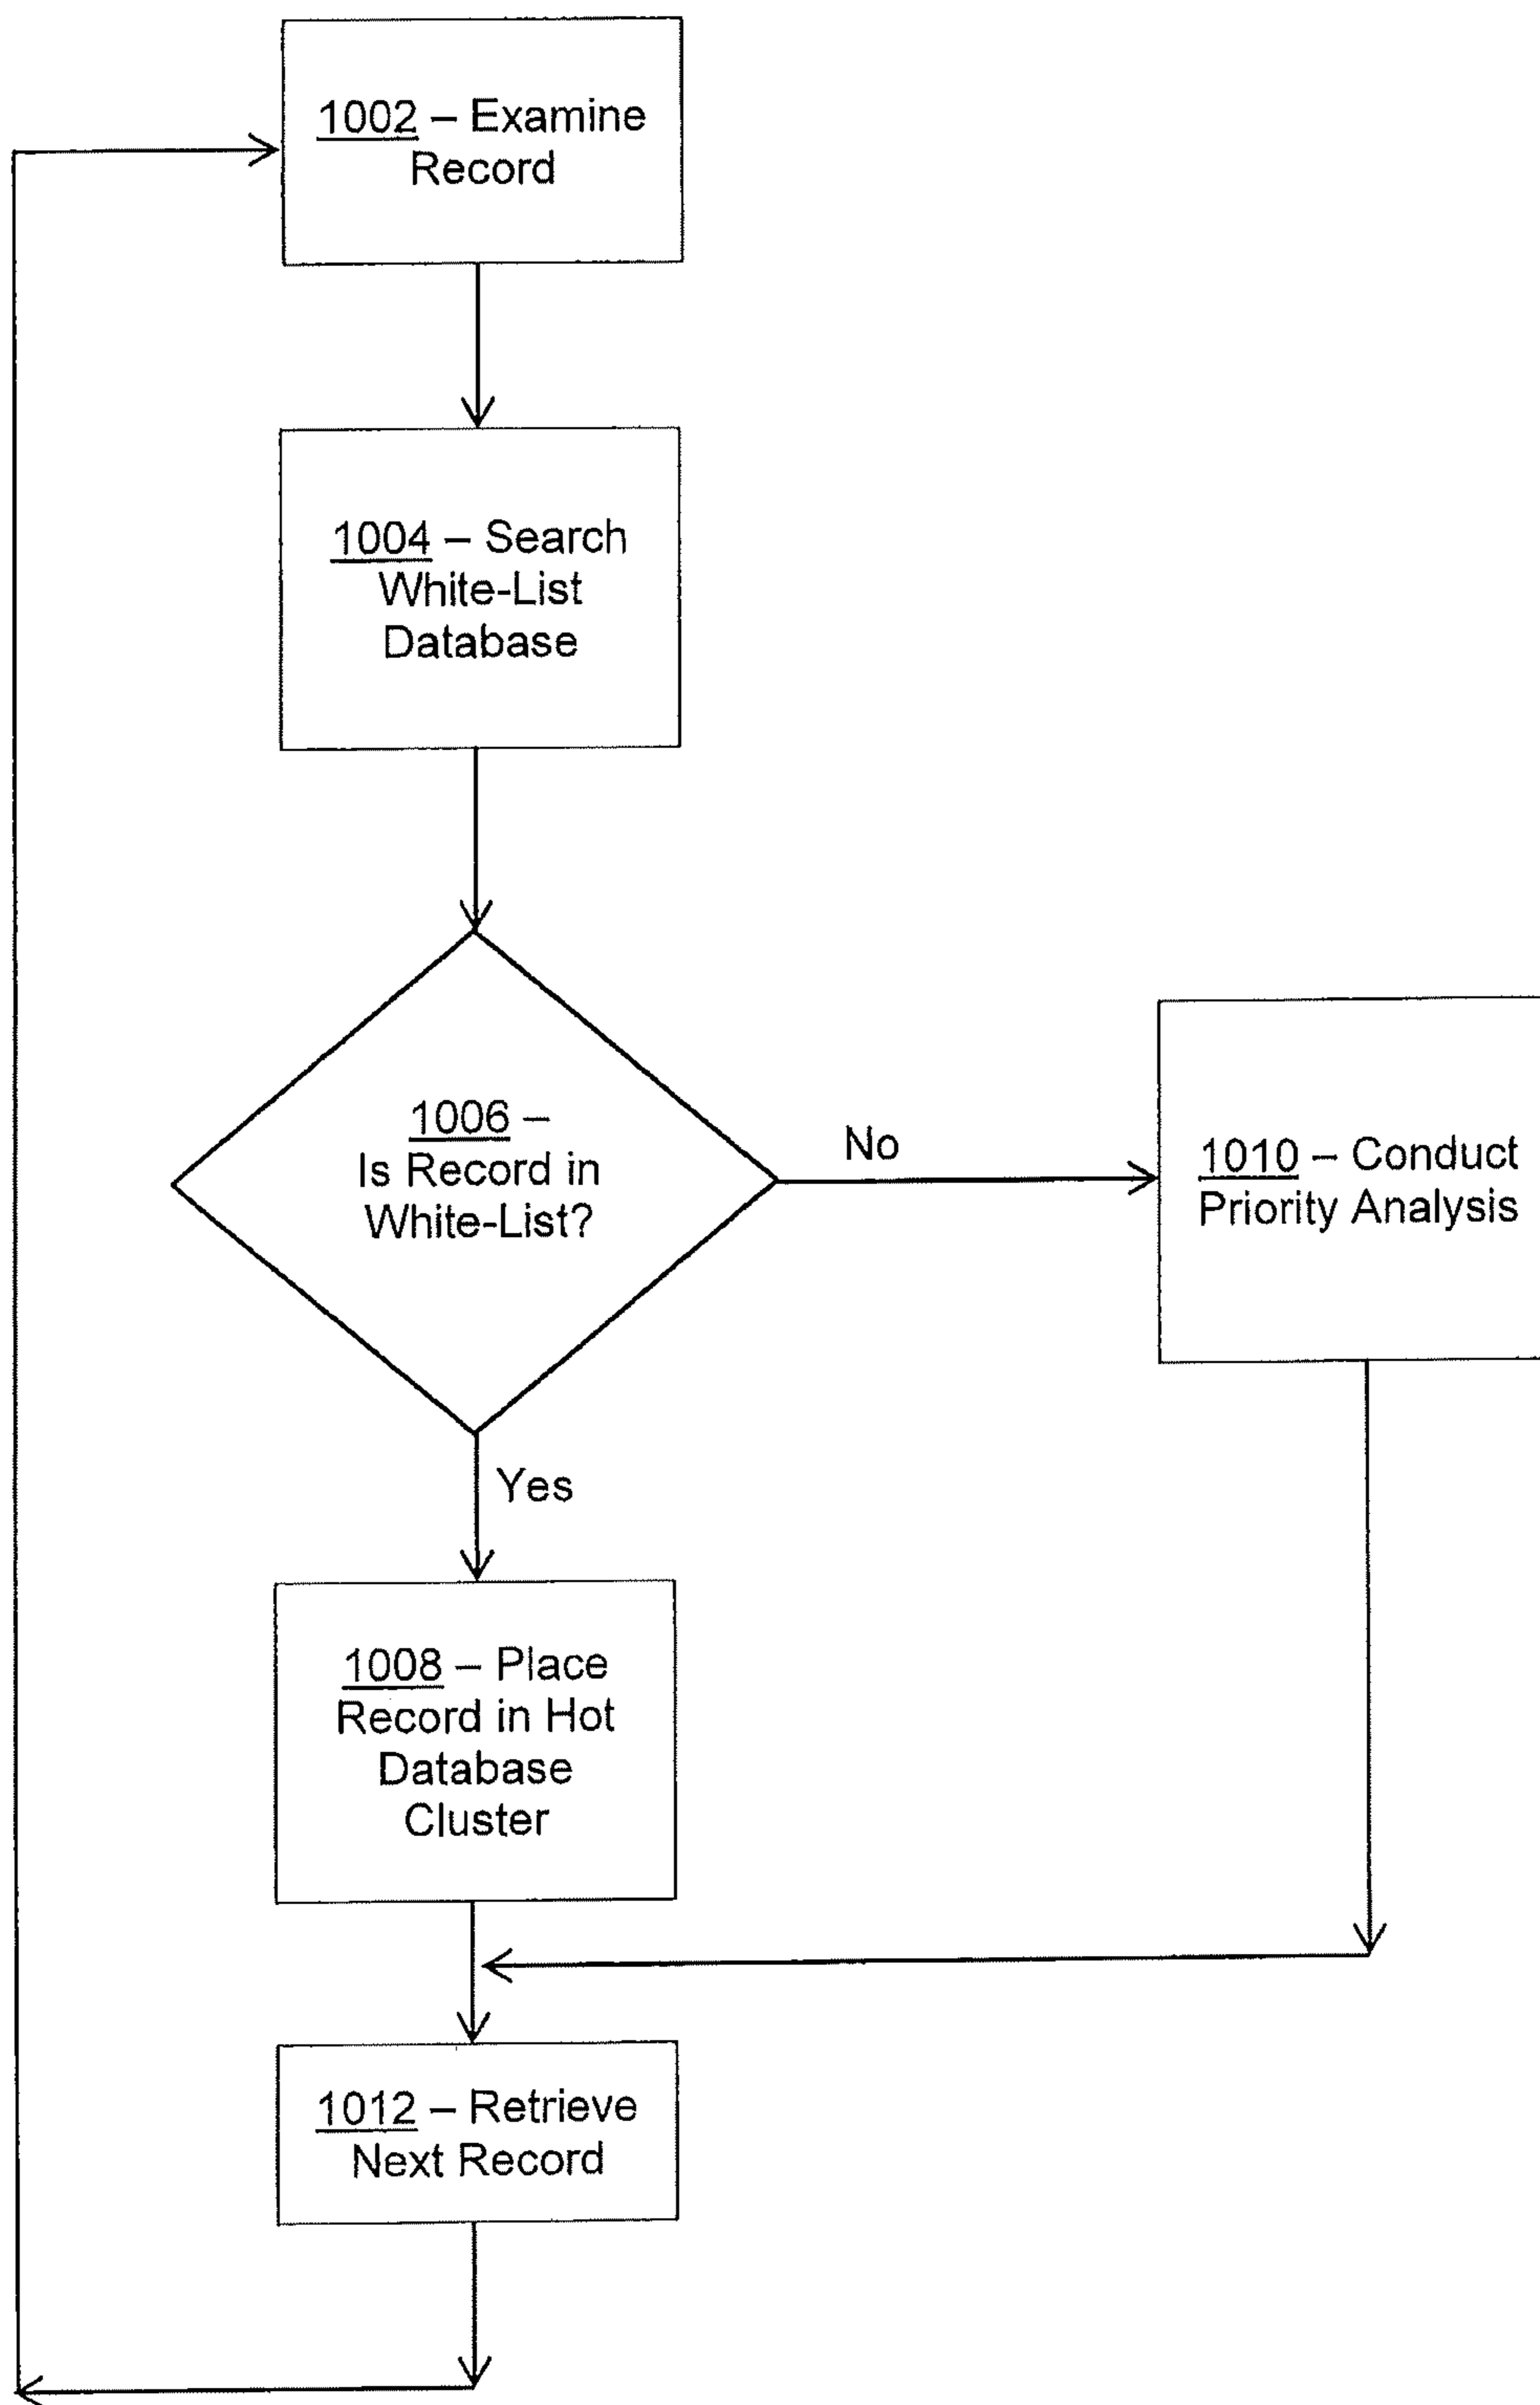 1002 – Examine
Record
1004 – Search
White-List
Database
1006 –
Is Record in
White-List?
No
1010 – Conduct
Priority Analysis
Yes
1008 – Place
Record in Hot
Database
Cluster
1012 – Retrieve
Next Record